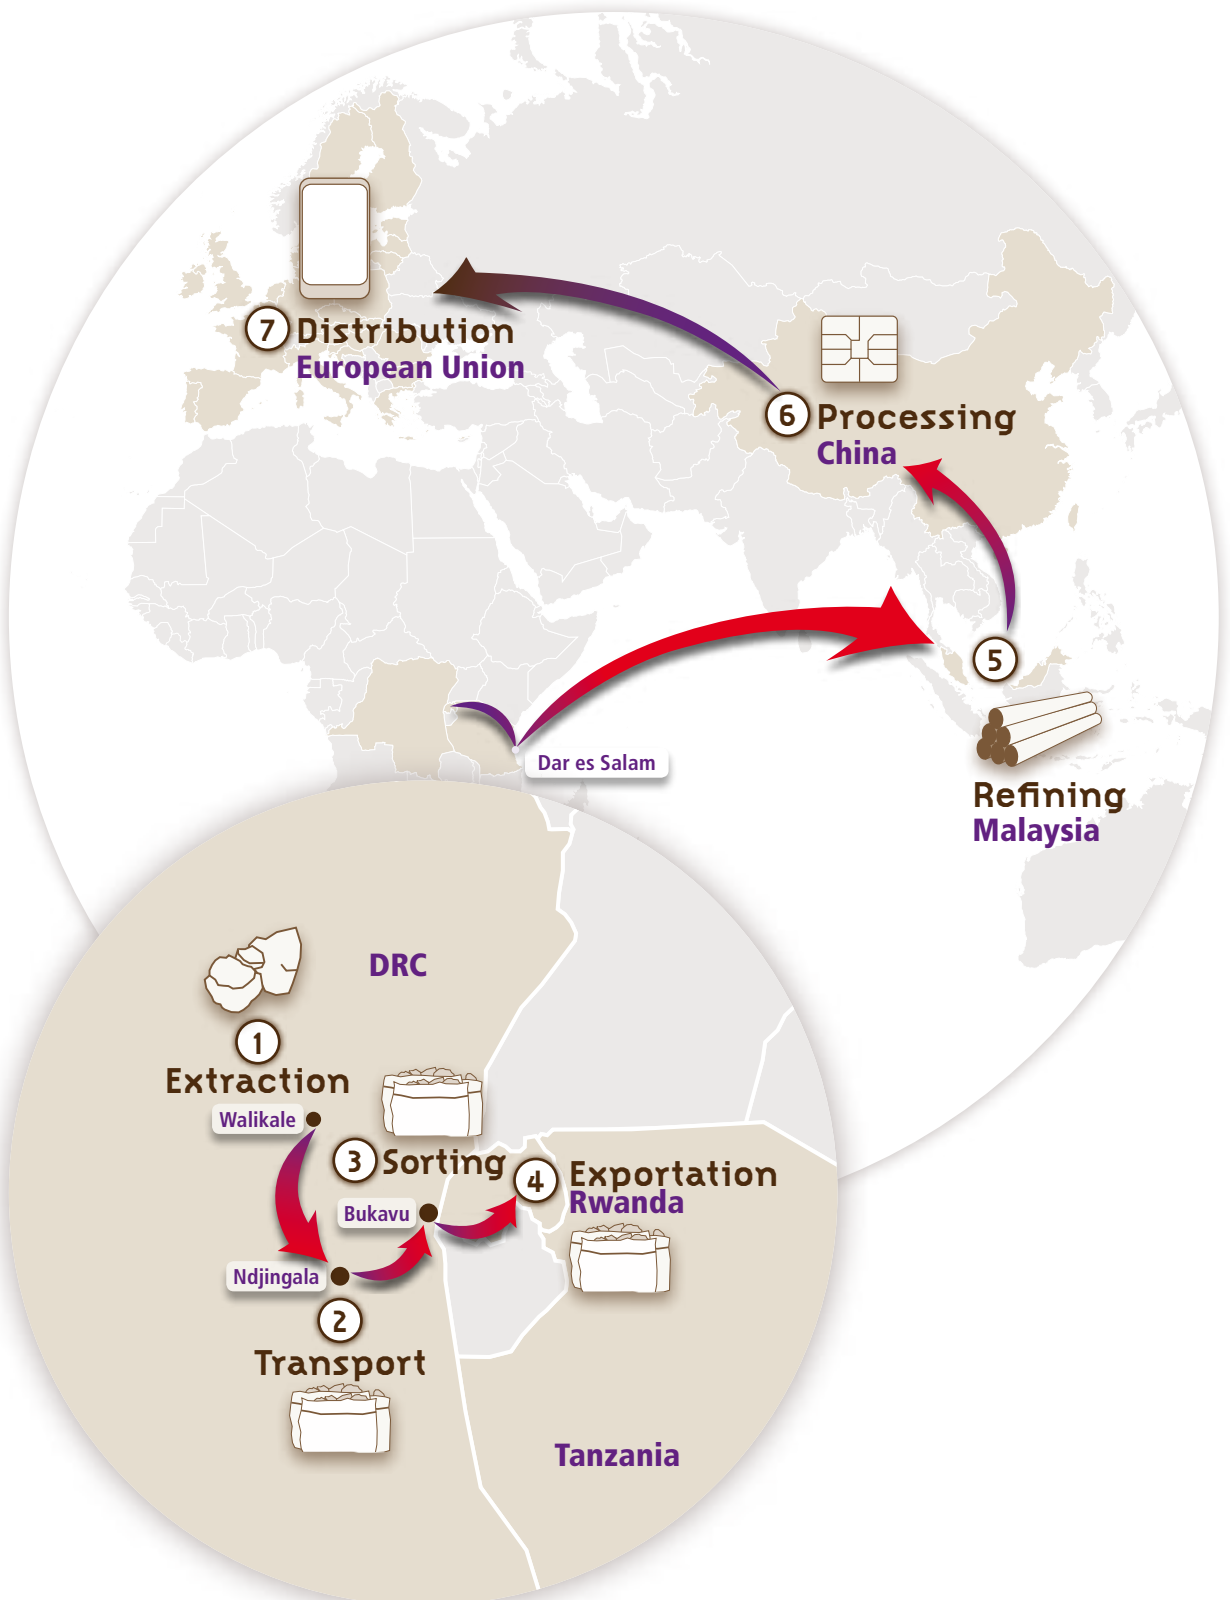 7 Distribution
European Union
6 Processing
China
5
Refining
Malaysia
Dar es Salam
DRC
1
Extraction
Walikale
3 Sorting
4 Exportation
Rwanda
Bukavu
Ndjingala
2
Transport
Tanzania